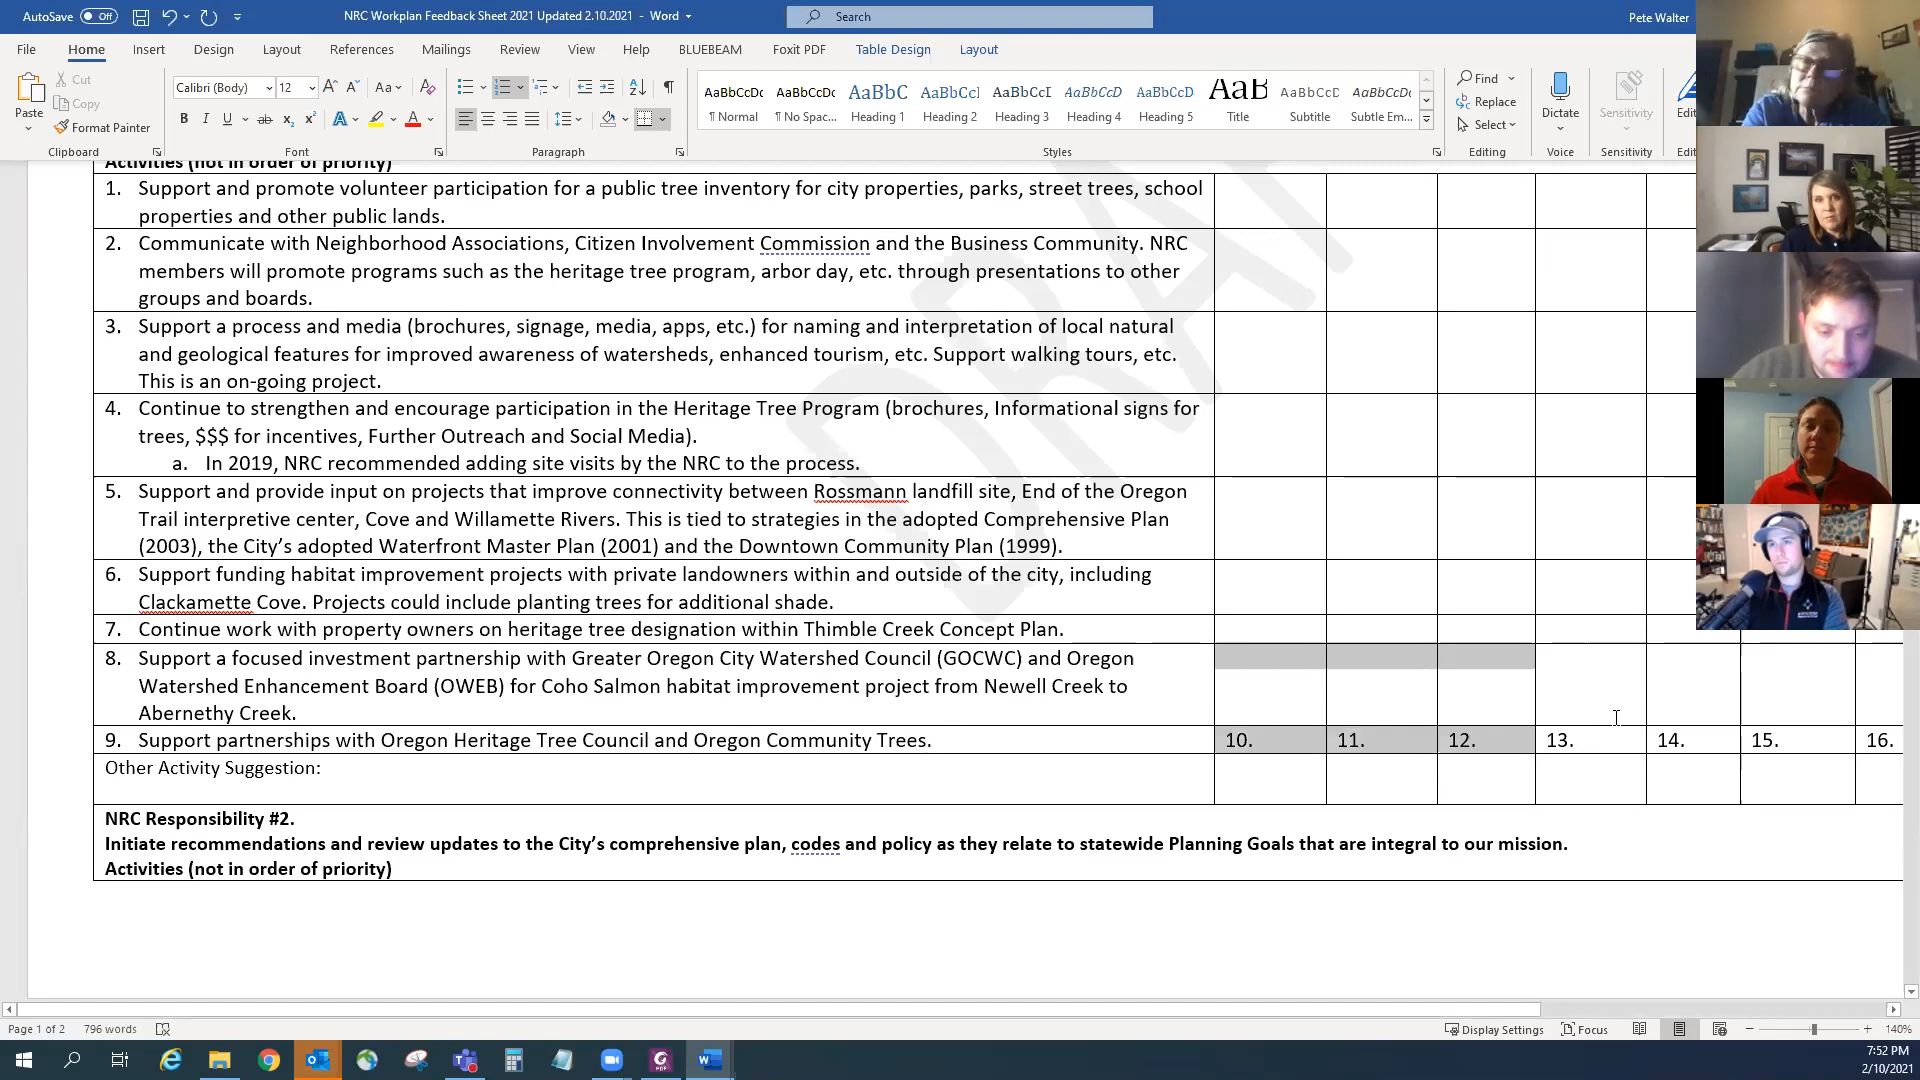 AutoSave Off NRC Workplan Feedback Sheet 2021 Updated 2.10.2021 - Word Search Pete Walter
File Home Insert Design Layout References Mailings Review View Help BLUEBEAM Foxit PDF Table Design Layout
Paste Cut Copy Format Painter Clipboard
Calibri (Body) 12 Font
Paragraph
AaBbCcDc AaBbCcDc AaBbC AaBbCcI AaBbCcI AaBbCcD AaBbCcD AaB AaBbCcD AaBbCcDc
¶ Normal ¶ No Spac... Heading 1 Heading 2 Heading 3 Heading 4 Heading 5 Title Subtitle Subtle Em...
Styles
Find Replace Select Editing
Dictate Voice
Sensitivity Sensitivity
Activities (not in order of priority)
1. Support and promote volunteer participation for a public tree inventory for city properties, parks, street trees, school
properties and other public lands.
2. Communicate with Neighborhood Associations, Citizen Involvement Commission and the Business Community. NRC
members will promote programs such as the heritage tree program, arbor day, etc. through presentations to other
groups and boards.
3. Support a process and media (brochures, signage, media, apps, etc.) for naming and interpretation of local natural
and geological features for improved awareness of watersheds, enhanced tourism, etc. Support walking tours, etc.
This is an on-going project.
4. Continue to strengthen and encourage participation in the Heritage Tree Program (brochures, Informational signs for
trees, $$$ for incentives, Further Outreach and Social Media).
a. In 2019, NRC recommended adding site visits by the NRC to the process.
5. Support and provide input on projects that improve connectivity between Rossmann landfill site, End of the Oregon
Trail interpretive center, Cove and Willamette Rivers. This is tied to strategies in the adopted Comprehensive Plan
(2003), the City’s adopted Waterfront Master Plan (2001) and the Downtown Community Plan (1999).
6. Support funding habitat improvement projects with private landowners within and outside of the city, including
Clackamette Cove. Projects could include planting trees for additional shade.
7. Continue work with property owners on heritage tree designation within Thimble Creek Concept Plan.
8. Support a focused investment partnership with Greater Oregon City Watershed Council (GOCWC) and Oregon
Watershed Enhancement Board (OWEB) for Coho Salmon habitat improvement project from Newell Creek to
Abernethy Creek.
9. Support partnerships with Oregon Heritage Tree Council and Oregon Community Trees. 10. 11. 12. 13. 14. 15. 16.
Other Activity Suggestion:
NRC Responsibility #2.
Initiate recommendations and review updates to the City’s comprehensive plan, codes and policy as they relate to statewide Planning Goals that are integral to our mission.
Activities (not in order of priority)
Page 1 of 2 796 words Display Settings Focus 140%
7:52 PM
2/10/2021